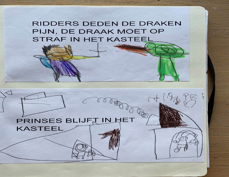 RIDDERS DEDEN DE DRAKEN
PIJN, DE DRAAK MOET OP
STRAF IN HET KASTEEL
PRINSES BLIJFT IN HET
KASTEEL